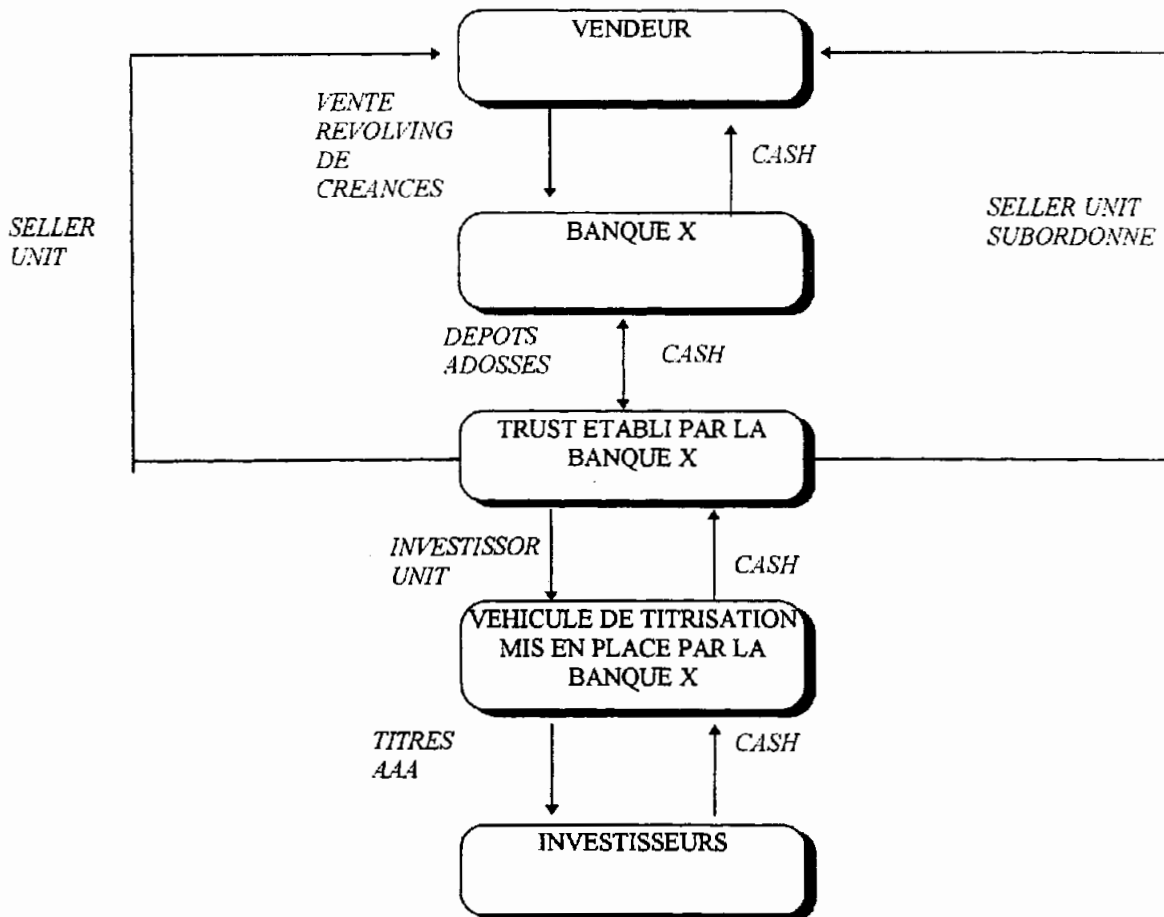 VENDEUR
VENTE
REVOLVING
DE
CREANCES
CASH
SELLER
UNIT
BANQUE X
SELLER UNIT
SUBORDONNE
DEPOTS
ADOSSES
CASH
TRUST ETABLI PAR LA
BANQUE X
INVESTISSOR
UNIT
CASH
VEHICULE DE TITRISATION
MIS EN PLACE PAR LA
BANQUE X
TITRES
AAA
CASH
INVESTISSEURS